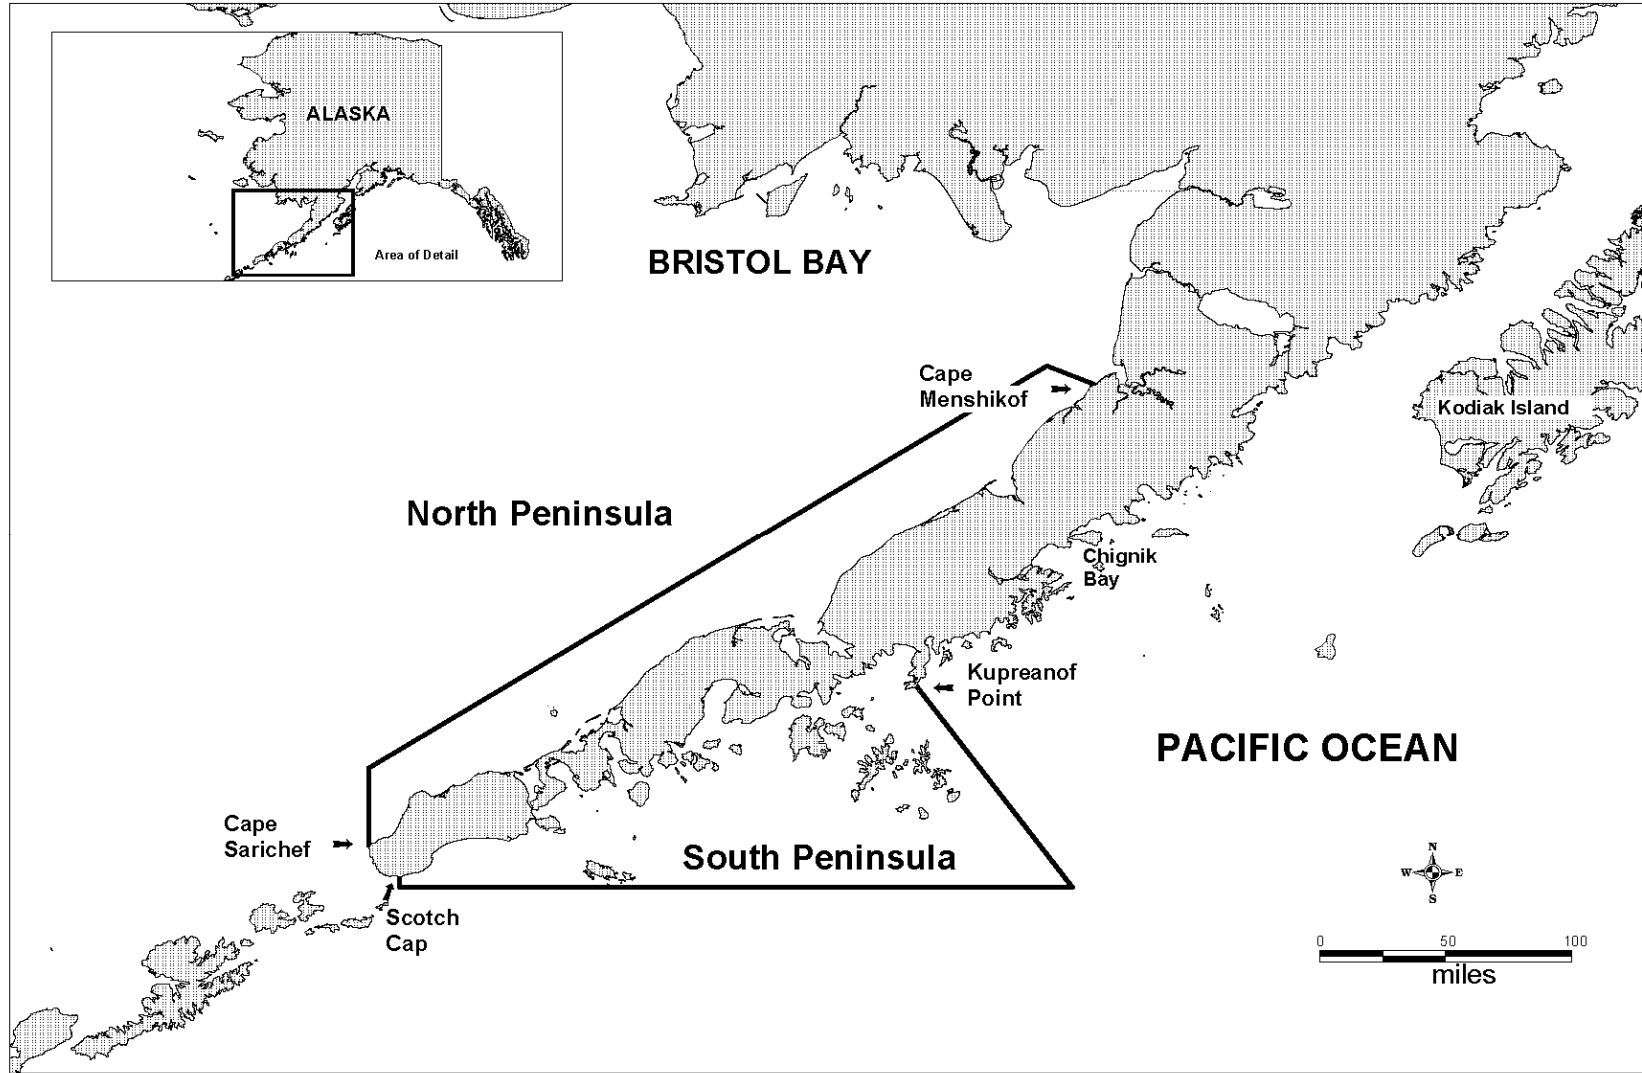 ALASKA
Area of Detail
BRISTOL BAY
Cape
Menshikof
Kodiak Island
North Peninsula
Chignik
Bay
Kupreanof
Point
PACIFIC OCEAN
Cape
Sarichef
South Peninsula
Scotch
Cap
N
W E
S
0 50 100
miles